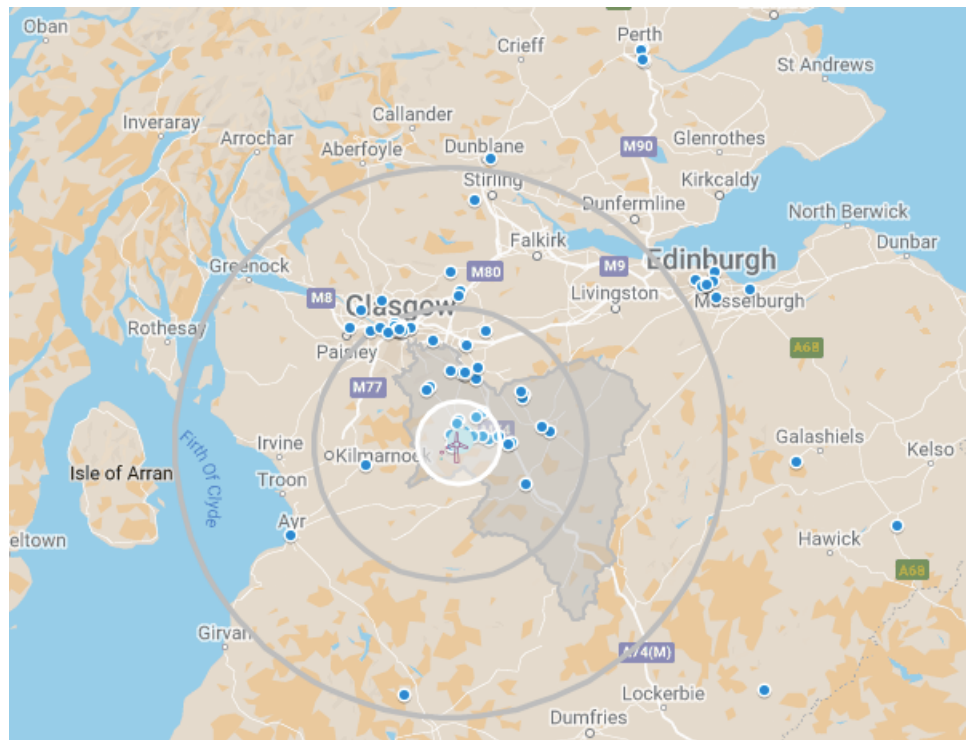 Oban
Perth
Crieff
St Andrews
Inveraray
Callander
Arrochar
Glenrothes
Dunblane
M90
Aberfoyle
Stirling
Kirkcaldy
Dunfermline
North Berwick
Falkirk
Dunbar
Edinburgh
Greenock
M9
M80
Livingston
M8
Glasgow
Musselburgh
Rothesay
Paisley
A68
M77
Galashiels
Irvine
Kilmarnock
Kelso
Firth Of Clyde
Isle of Arran
Troon
Ayr
eltown
Hawick
A68
Girvan
A74(M)
Lockerbie
Dumfries